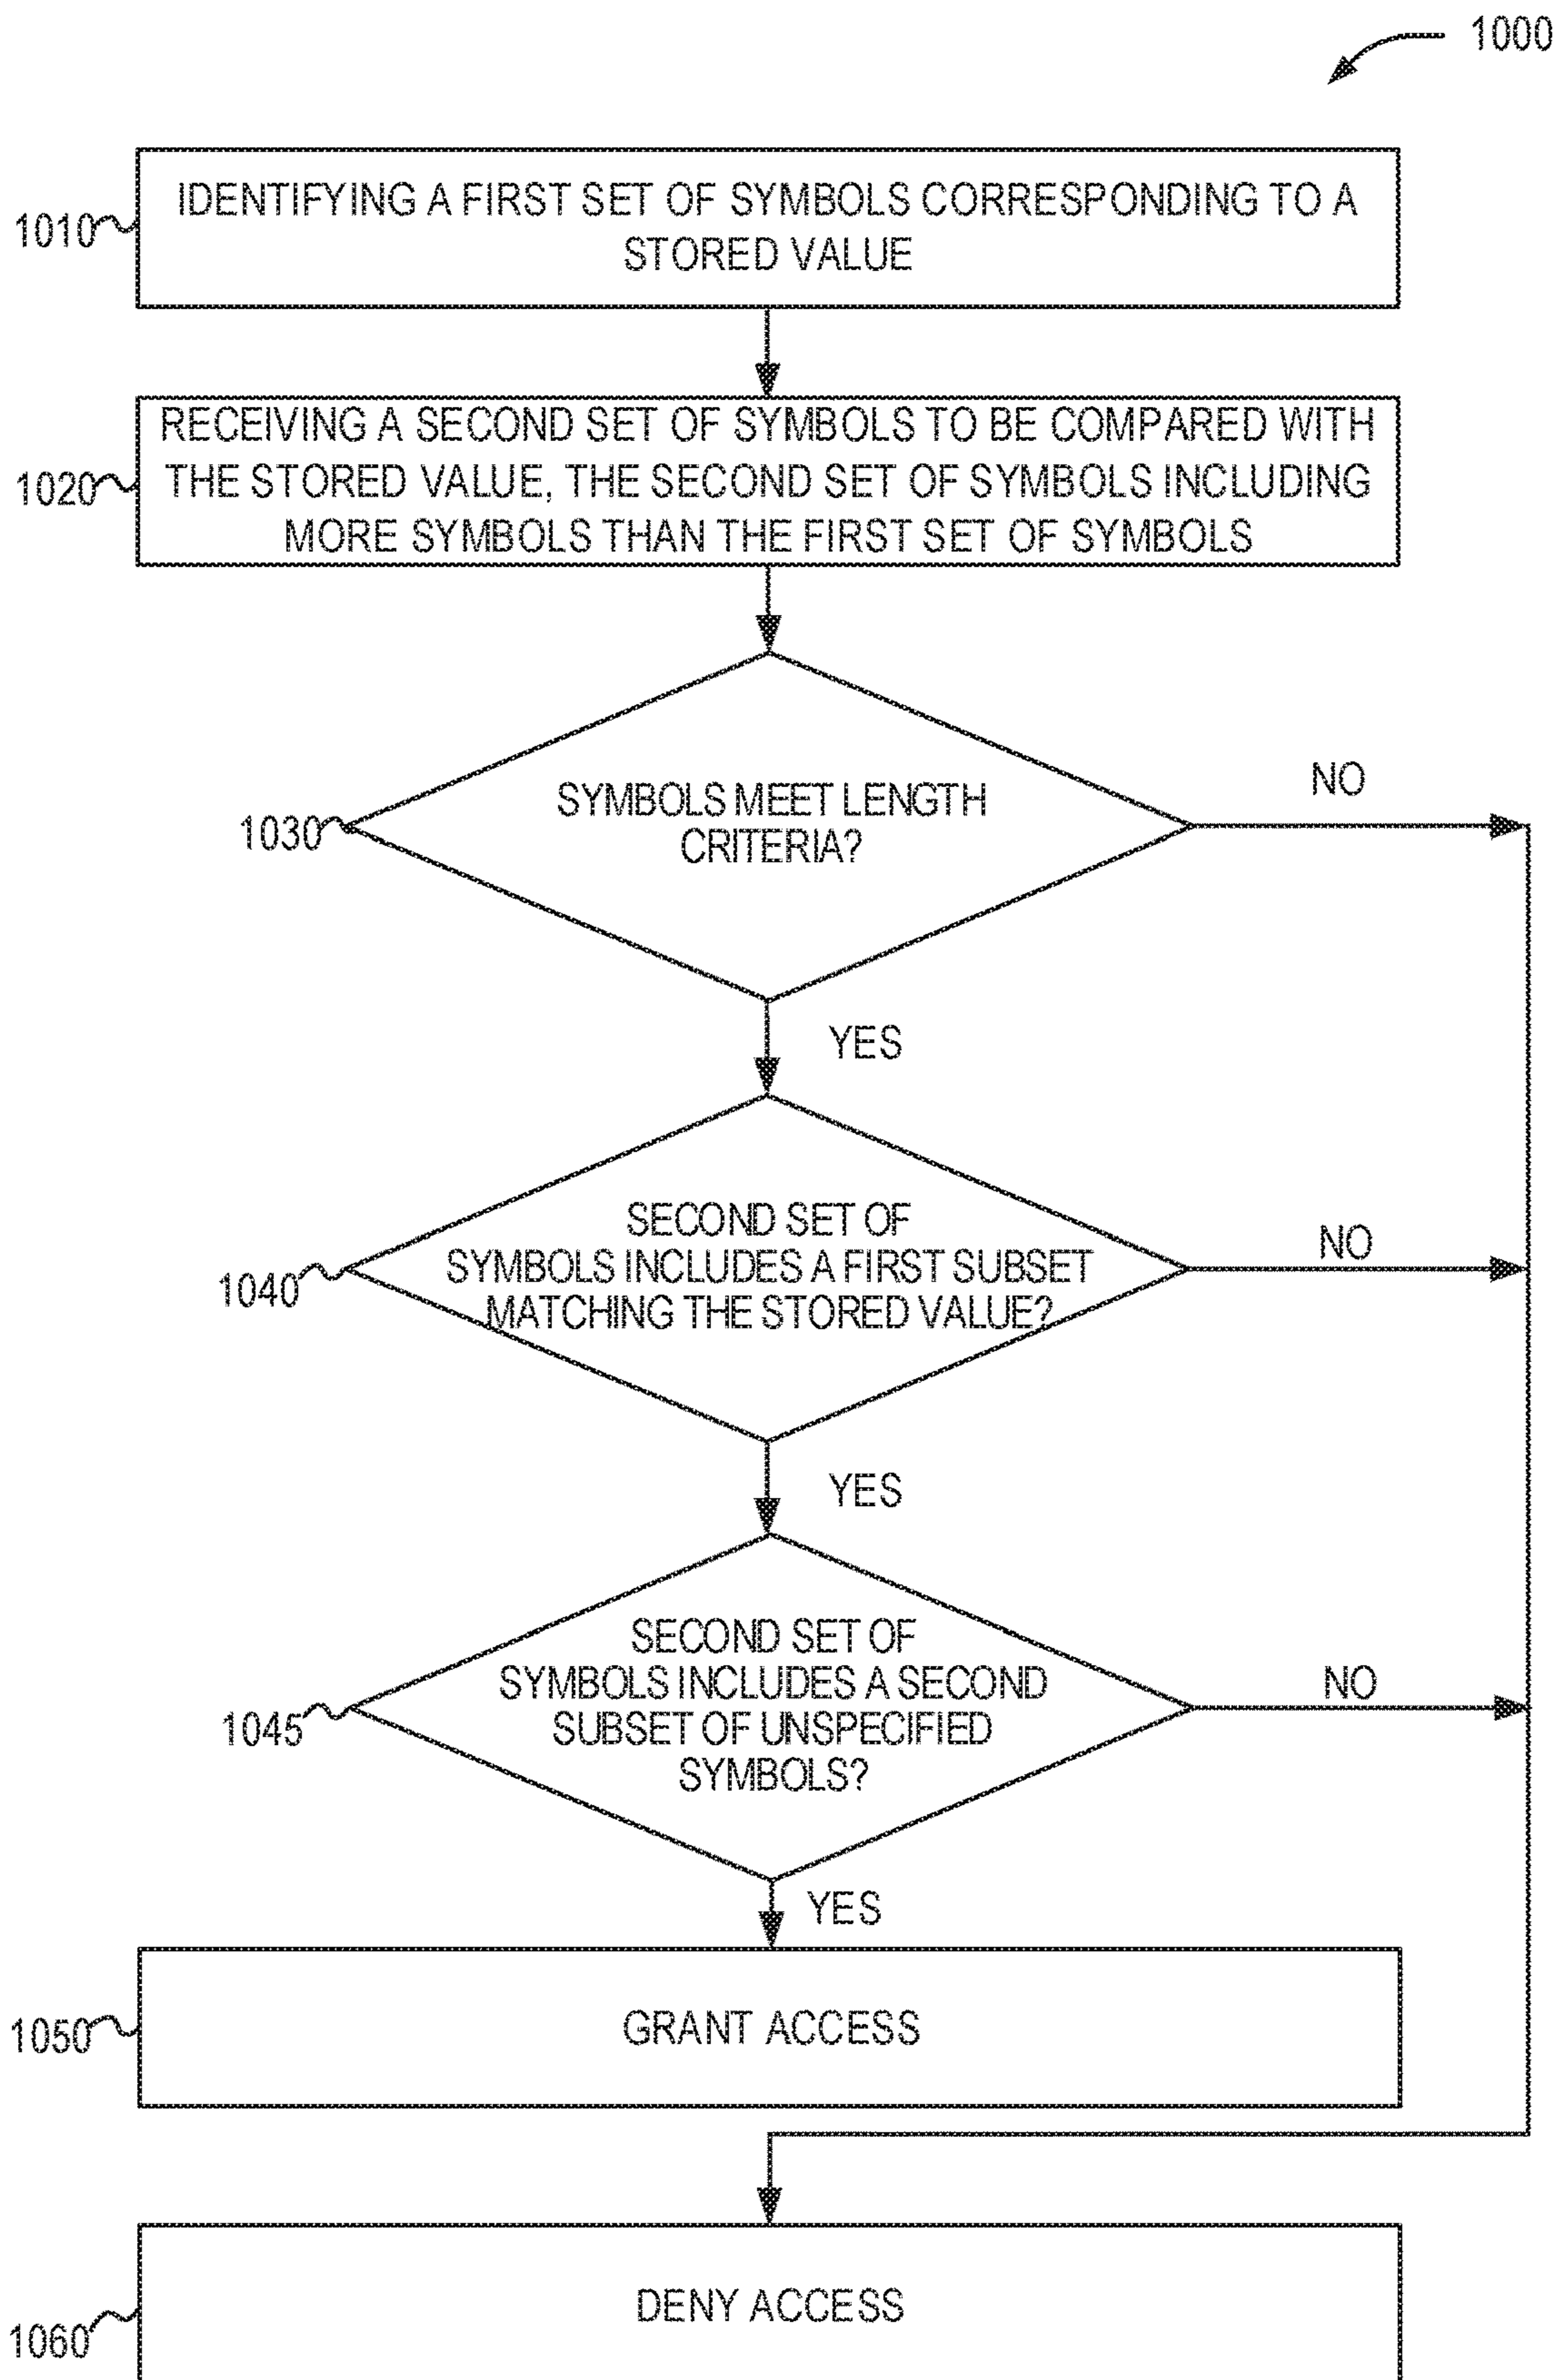 1000
1010
IDENTIFYING A FIRST SET OF SYMBOLS CORRESPONDING TO A
STORED VALUE
1020
RECEIVING A SECOND SET OF SYMBOLS TO BE COMPARED WITH
THE STORED VALUE, THE SECOND SET OF SYMBOLS INCLUDING
MORE SYMBOLS THAN THE FIRST SET OF SYMBOLS
1030
SYMBOLS MEET LENGTH
CRITERIA?
NO
YES
1040
SECOND SET OF
SYMBOLS INCLUDES A FIRST SUBSET
MATCHING THE STORED VALUE?
NO
YES
1045
SECOND SET OF
SYMBOLS INCLUDES A SECOND
SUBSET OF UNSPECIFIED
SYMBOLS?
NO
YES
1050
GRANT ACCESS
1060
DENY ACCESS